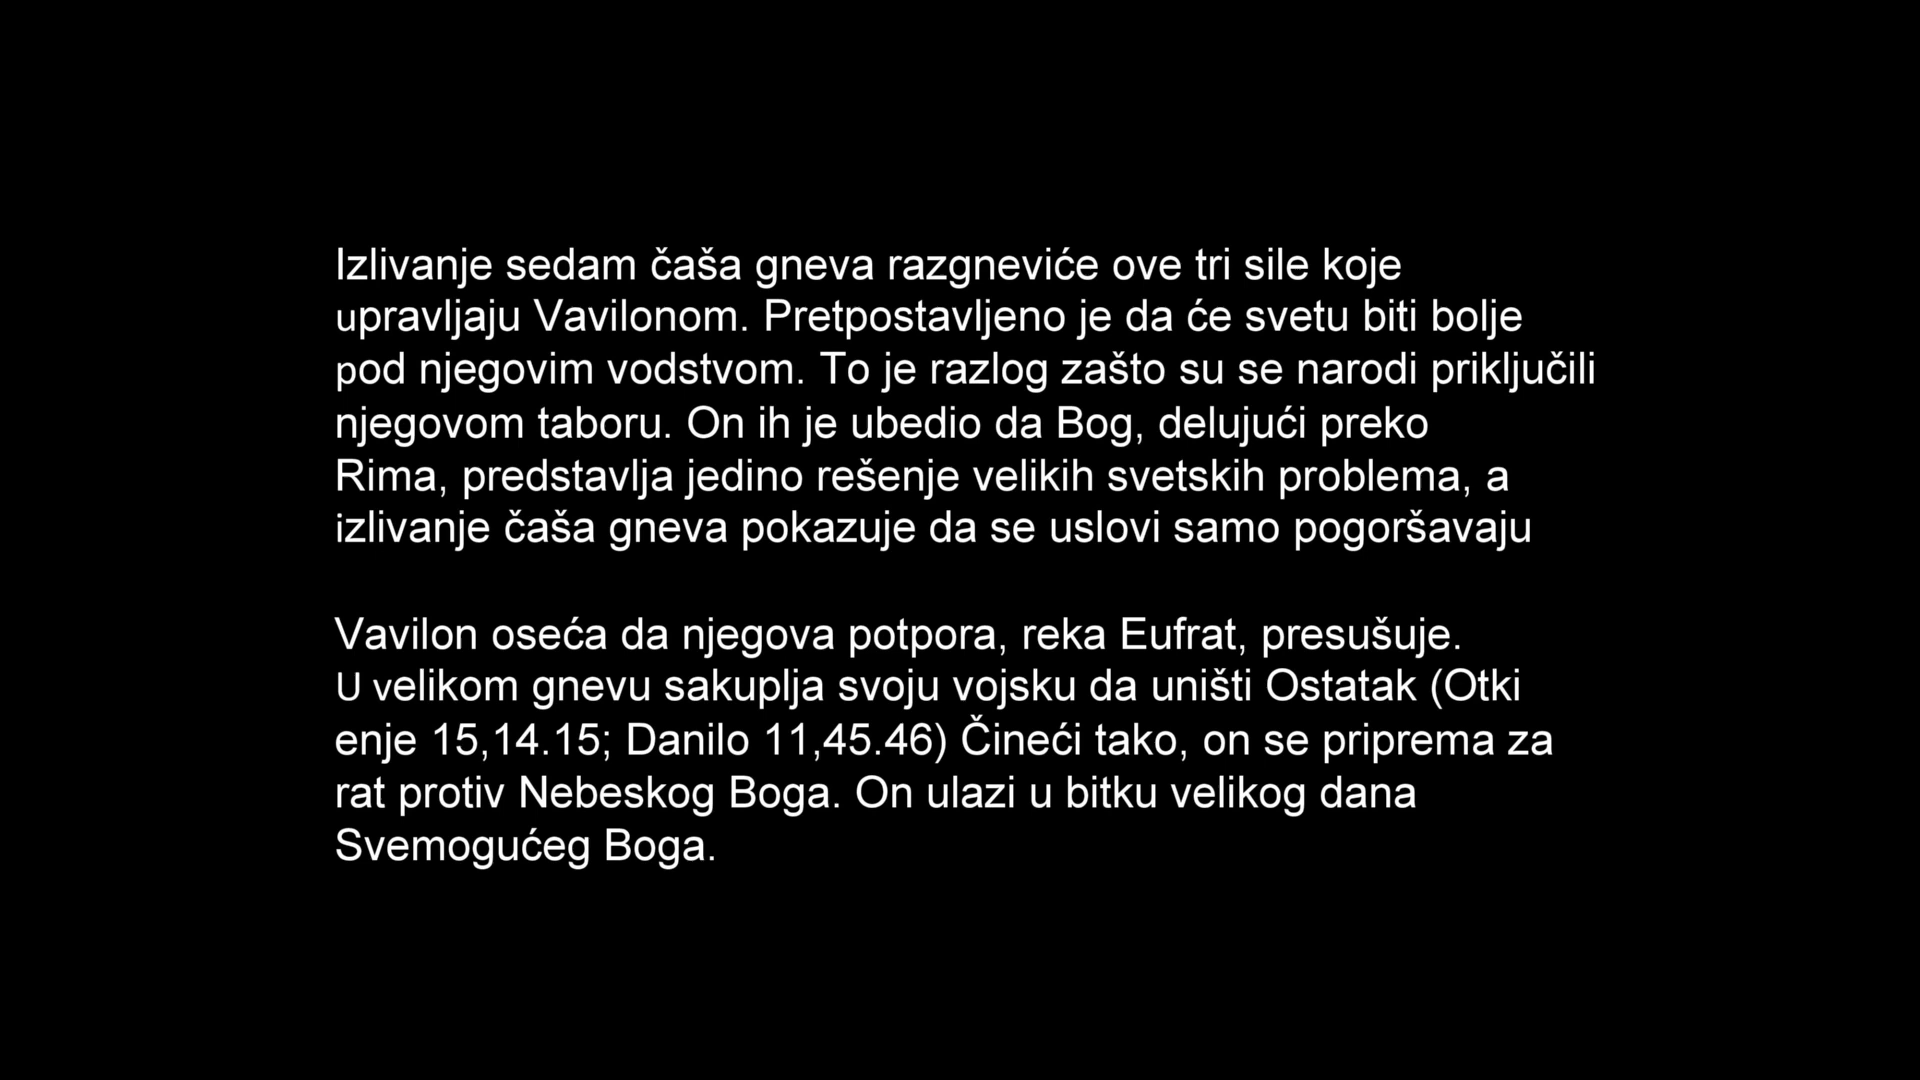 Izlivanje sedam čaša gneva razgneviće ove tri sile koje
upravljaju Vavilonom. Pretpostavljeno je da će svetu biti bolje
pod njegovim vodstvom. To je razlog zašto su se narodi priključili
njegovom taboru. On ih je ubedio da Bog, delujući preko
Rima, predstavlja jedino rešenje velikih svetskih problema, a
izlivanje čaša gneva pokazuje da se uslovi samo pogoršavaju
Vavilon oseća da njegova potpora, reka Eufrat, presušuje.
U velikom gnevu sakuplja svoju vojsku da uništi Ostatak (Otki
enje 15,14.15; Danilo 11,45.46) Čineći tako, on se priprema za
rat protiv Nebeskog Boga. On ulazi u bitku velikog dana
Svemogućeg Boga.